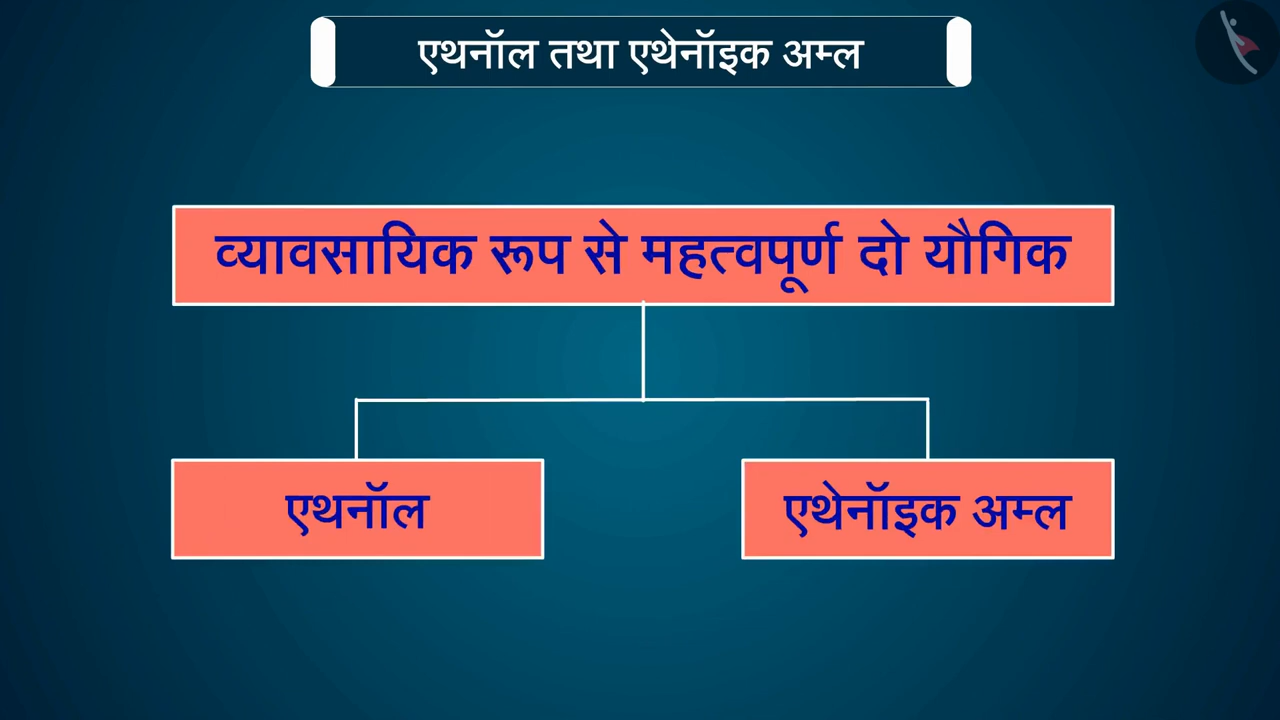 एथनॉल तथा एथेनॉइक अम्ल
व्यावसायिक रूप से महत्वपूर्ण दो यौगिक
एथनॉल
एथेनॉइक अम्ल